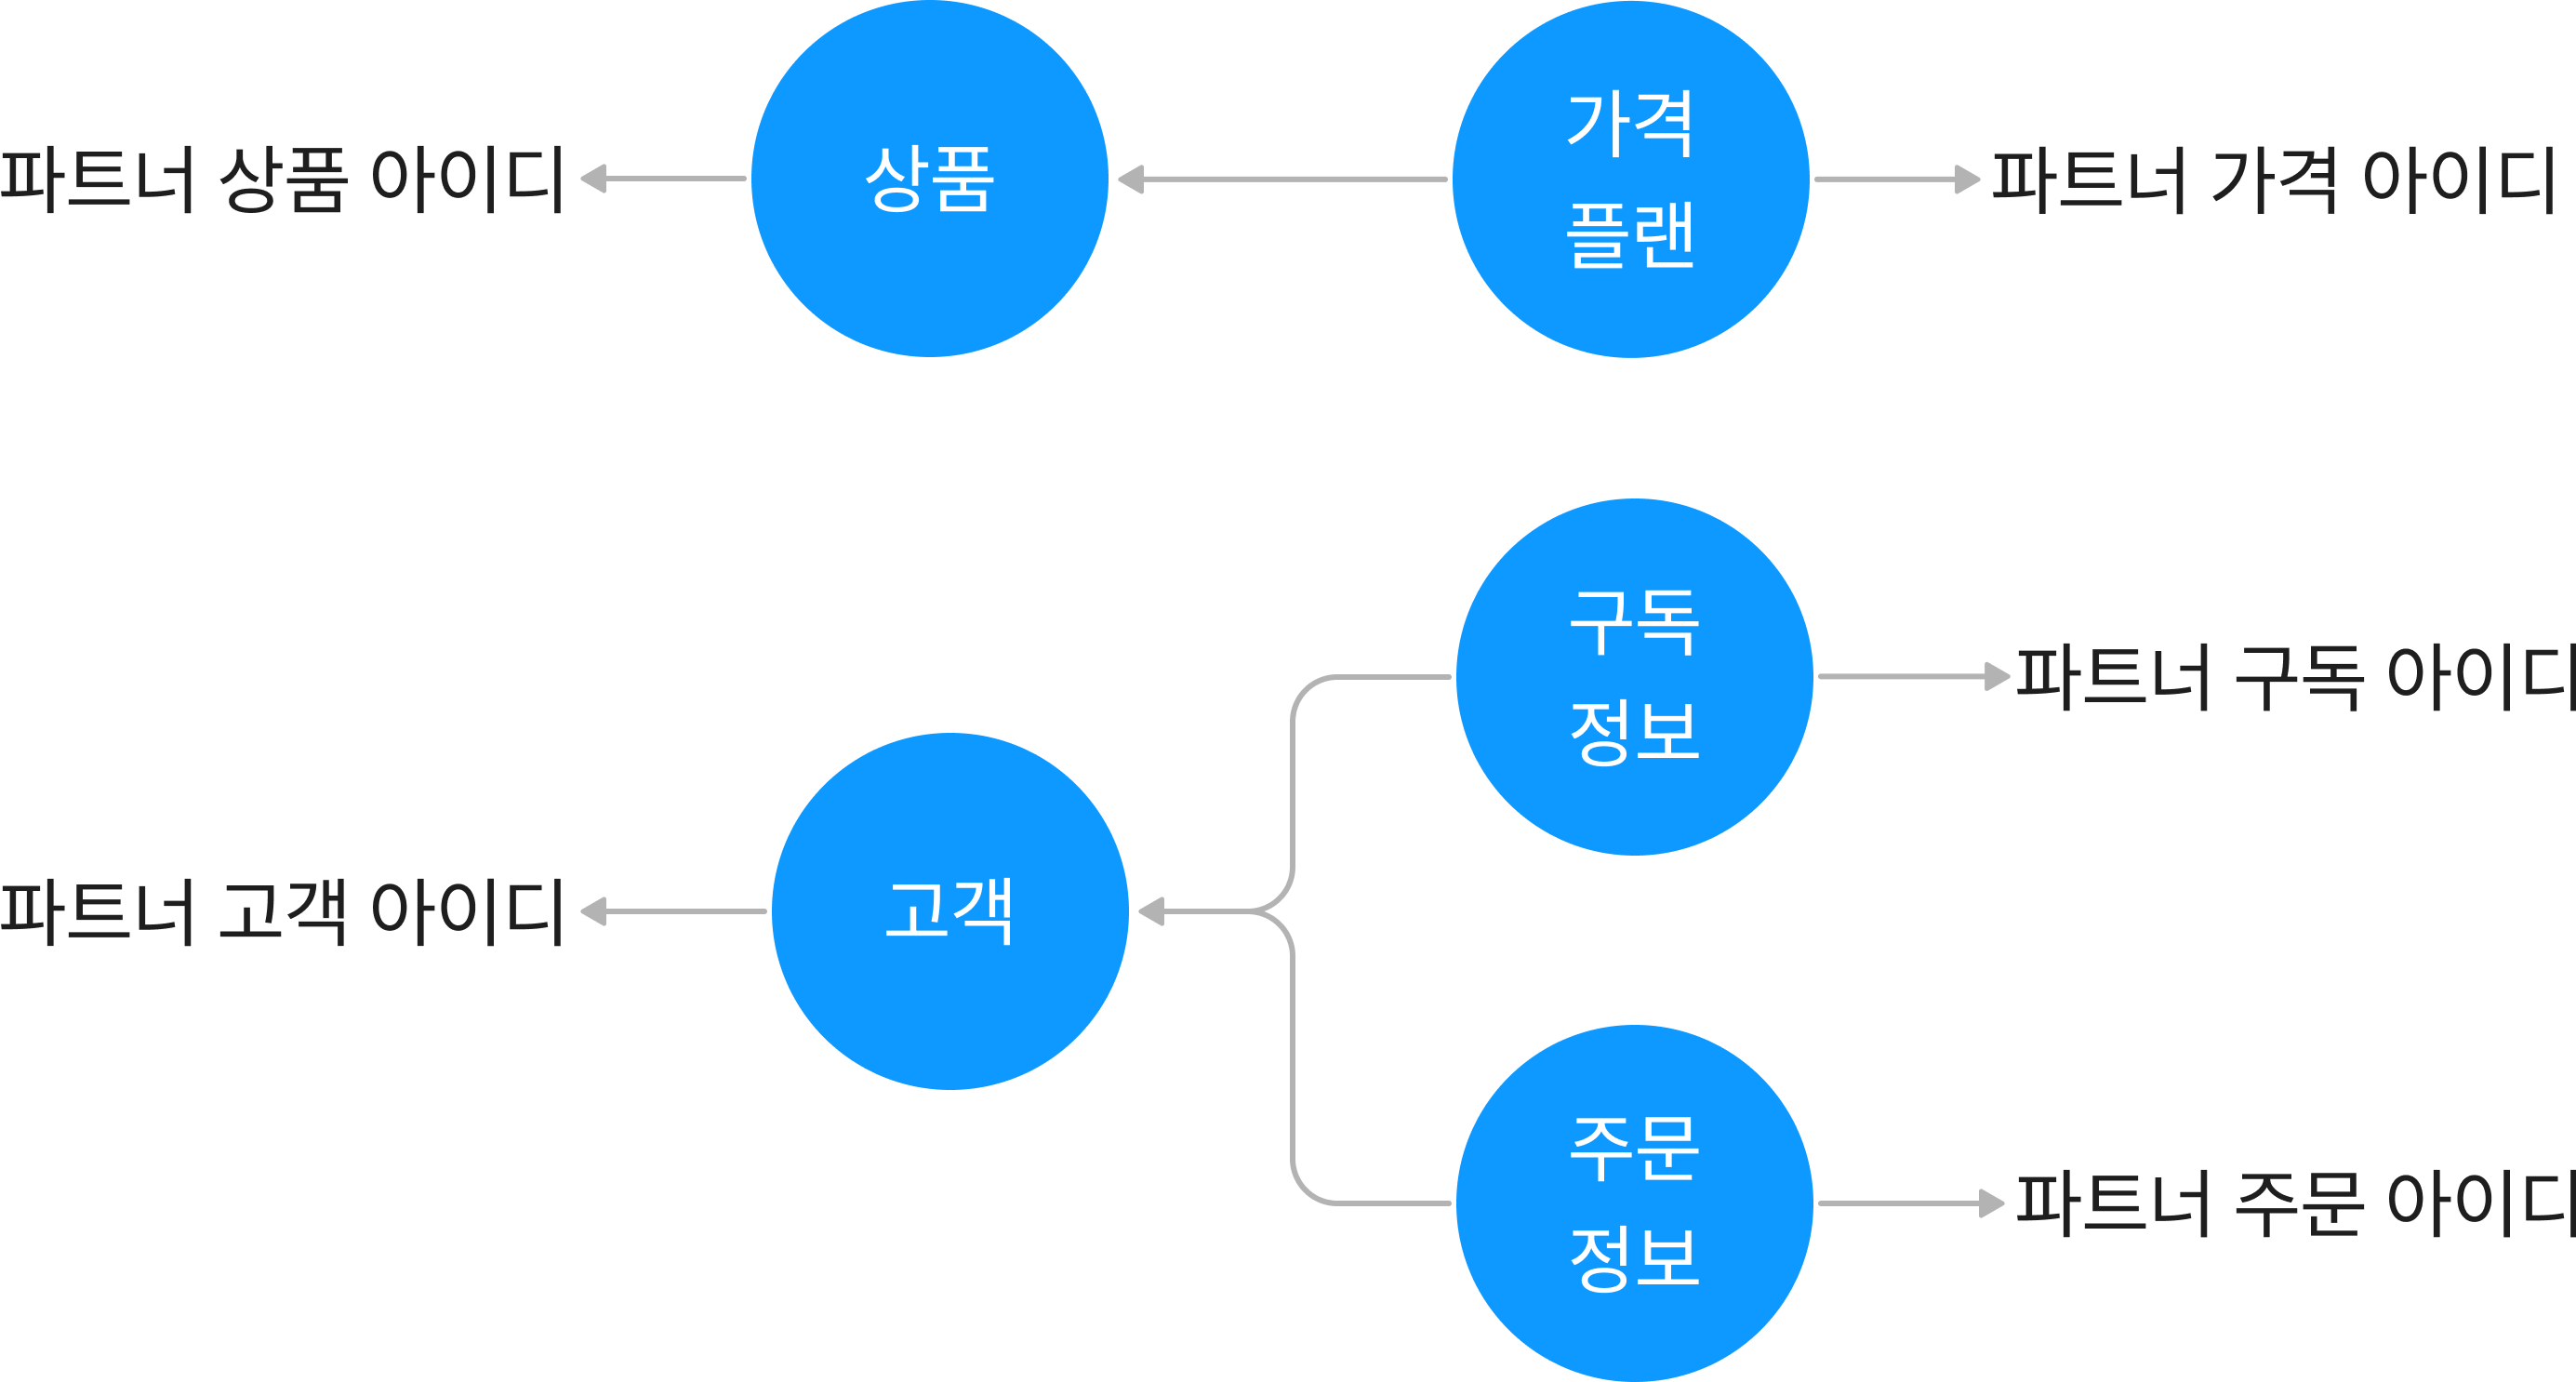 파트너 상품 아이디
상품
가격
플랜
파트너 가격 아이디
구독
정보
파트너 구독 아이디
파트너 고객 아이디
고객
주문
정보
파트너 주문 아이디